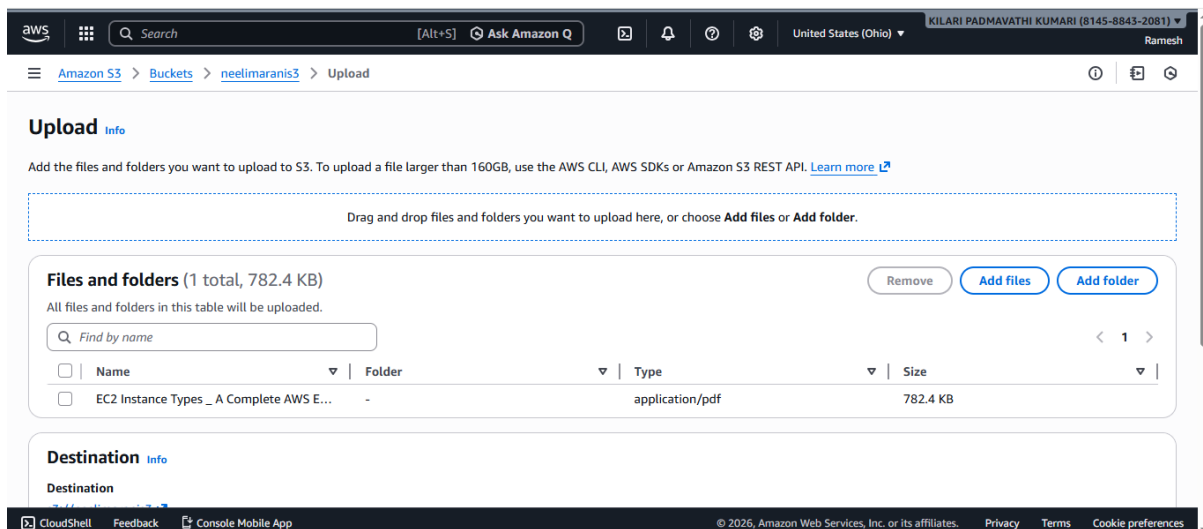 KILARI PADMAVATHI KUMARI (8145-8843-2081)
aws Search [Alt+S] Ask Amazon Q United States (Ohio)
Ramesh
Amazon S3 > Buckets > neelimaranis3 > Upload
Upload Info
Add the files and folders you want to upload to S3. To upload a file larger than 160GB, use the AWS CLI, AWS SDKs or Amazon S3 REST API. Learn more
Drag and drop files and folders you want to upload here, or choose Add files or Add folder.
Files and folders (1 total, 782.4 KB) Remove Add files Add folder
All files and folders in this table will be uploaded.
Find by name < 1 >
Name Folder Type Size
EC2 Instance Types _ A Complete AWS E... - application/pdf 782.4 KB
Destination Info
Destination
CloudShell Feedback Console Mobile App © 2026, Amazon Web Services, Inc. or its affiliates. Privacy Terms Cookie preferences